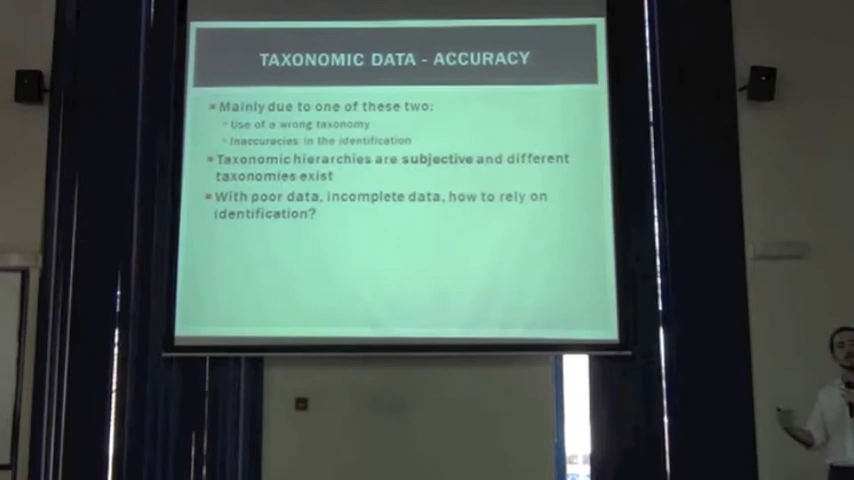 TAXONOMIC DATA - ACCURACY
Mainly due to one of these two:
Use of a wrong taxonomy
Inaccuracies in the identification
Taxonomic hierarchies are subjective and different
taxonomies exist
With poor data, incomplete data, how to rely on
identification?